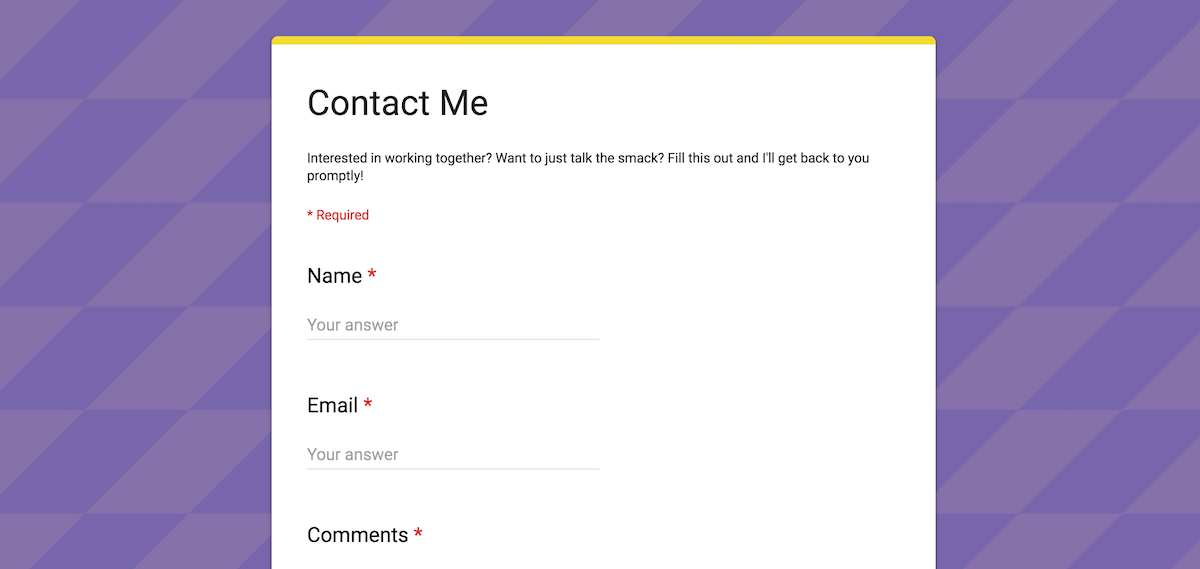 Contact Me
Interested in working together? Want to just talk the smack? Fill this out and I'll get back to you
promptly!
* Required
Name *
Your answer
Email *
Your answer
Comments *